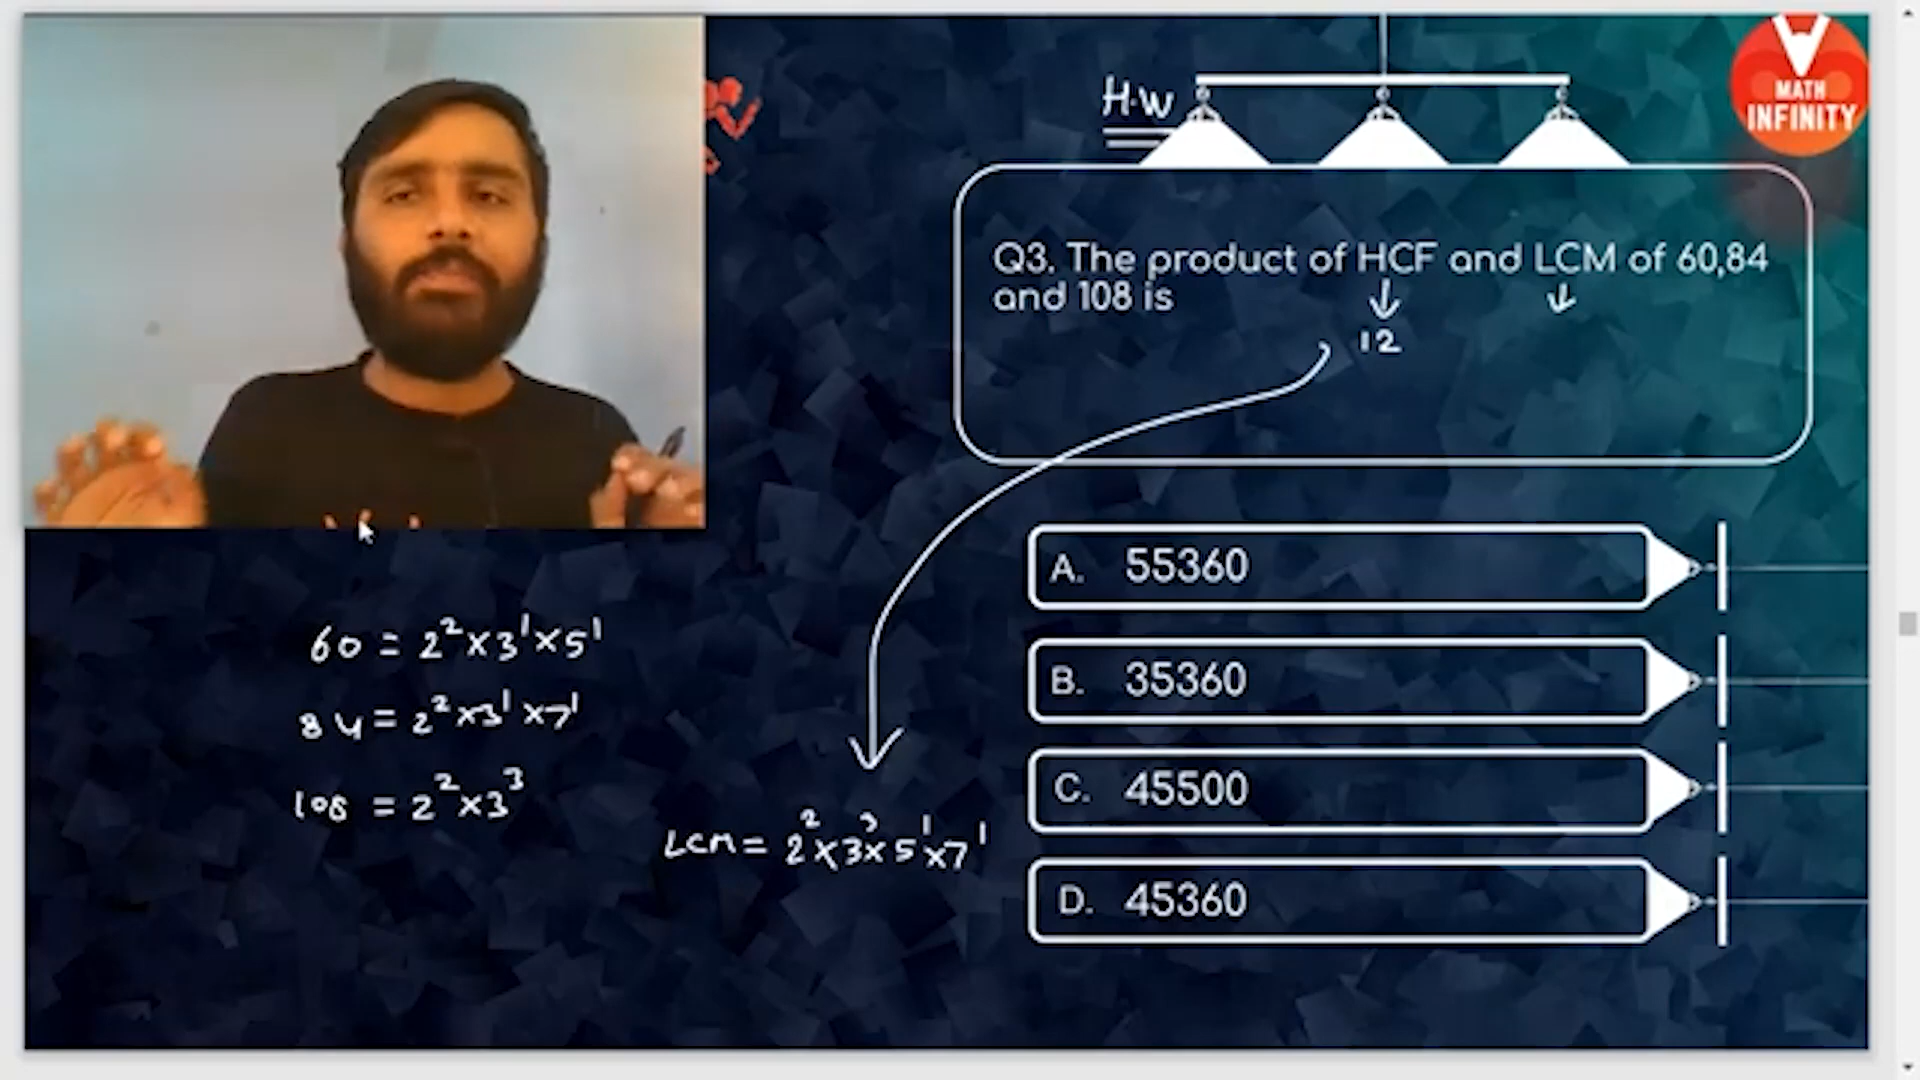 H.W
MATH
INFINITY
Q3. The product of HCF and LCM of 60,84
and 108 is
12
A. 55360
B. 35360
C. 45500
D. 45360
60 = 2² × 3¹ × 5¹
84 = 2² × 3¹ × 7¹
108 = 2² × 3³
LCM = 2² × 3³ × 5¹ × 7¹